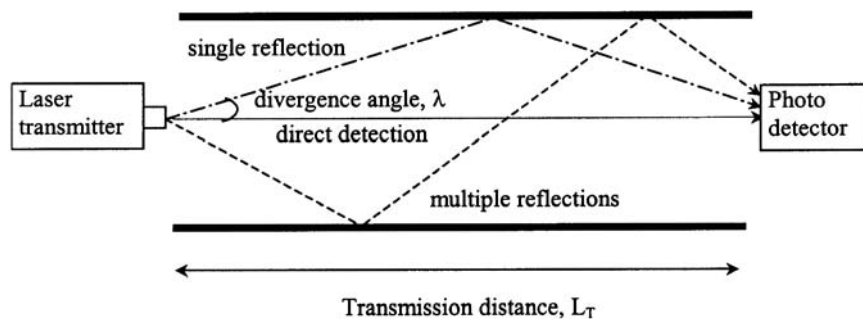 single reflection
Laser
transmitter
divergence angle, λ
direct detection
Photo
detector
multiple reflections
Transmission distance, L_T